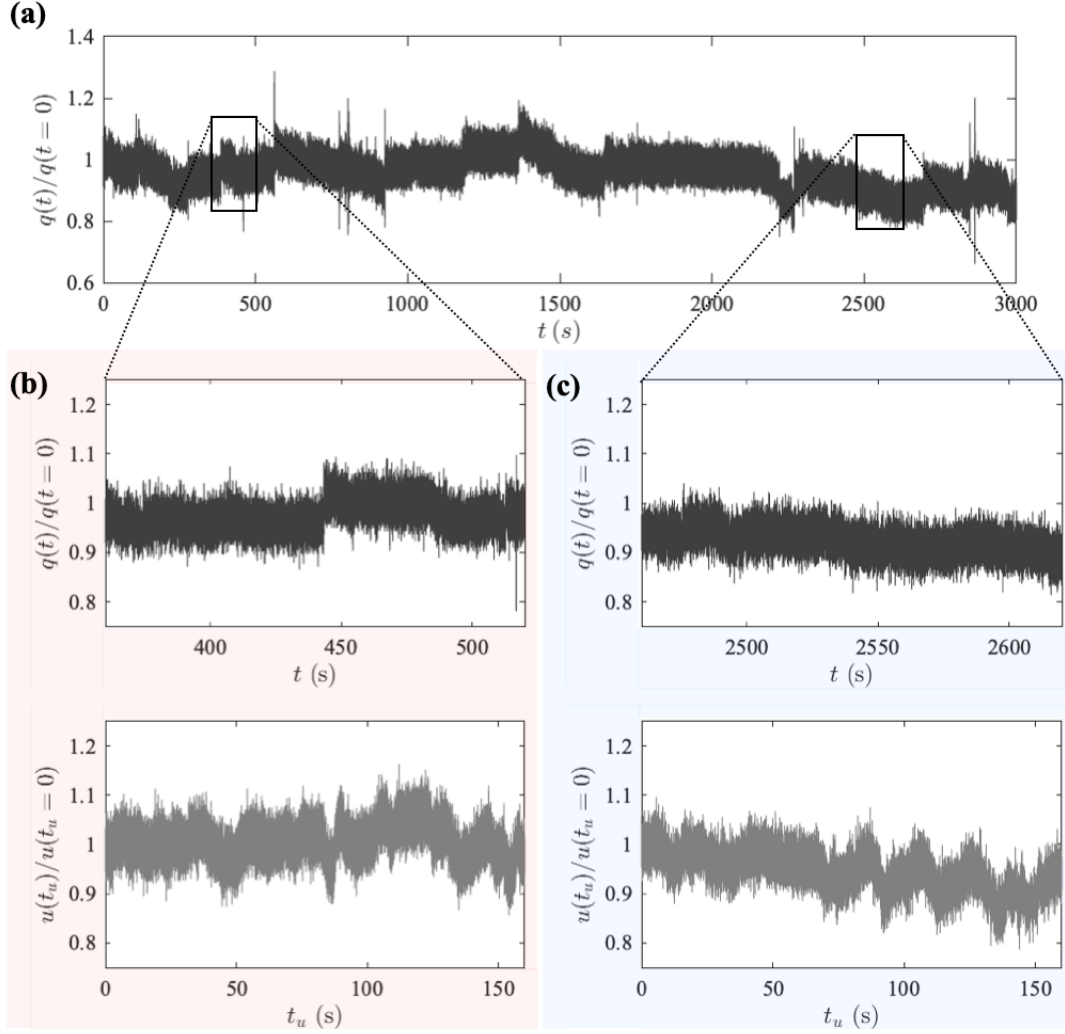 (a)
1.4
1.2
1
0.8
0.6
q(t)/q(t = 0)
0 500 1000 1500 2000 2500 3000
t (s)
(b)
1.2
1.1
1
0.9
0.8
q(t)/q(t = 0)
400 450 500
t (s)
1.2
1.1
1
0.9
0.8
u(t_u)/u(t_u = 0)
0 50 100 150
t_u (s)
(c)
1.2
1.1
1
0.9
0.8
q(t)/q(t = 0)
2500 2550 2600
t (s)
1.2
1.1
1
0.9
0.8
u(t_u)/u(t_u = 0)
0 50 100 150
t_u (s)